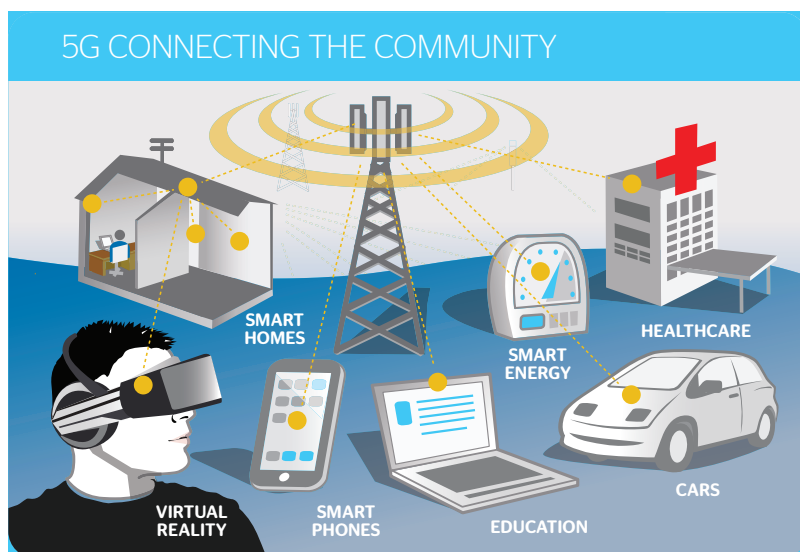 5G CONNECTING THE COMMUNITY
SMART
HOMES
HEALTHCARE
SMART
ENERGY
CARS
VIRTUAL
REALITY
SMART
PHONES
EDUCATION